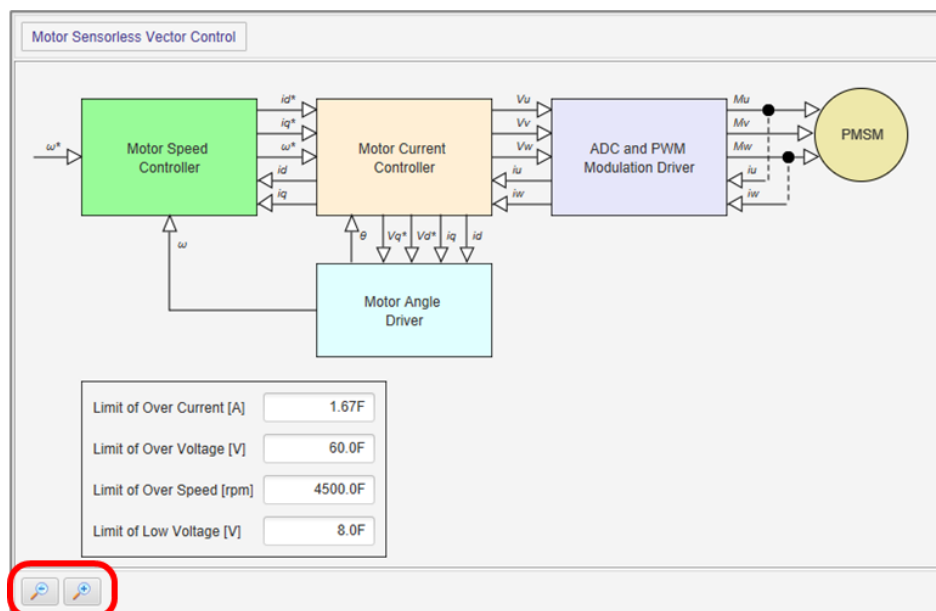 Motor Sensorless Vector Control
ω*
Motor Speed
Controller
id*
iq*
ω*
id
iq
Motor Current
Controller
Vu
Vv
Vw
iu
iw
ADC and PWM
Modulation Driver
Mu
Mv
Mw
iu
iw
PMSM
ω
θ
Vq*
Vd*
iq
id
Motor Angle
Driver
Limit of Over Current [A] 1.67F
Limit of Over Voltage [V] 60.0F
Limit of Over Speed [rpm] 4500.0F
Limit of Low Voltage [V] 8.0F